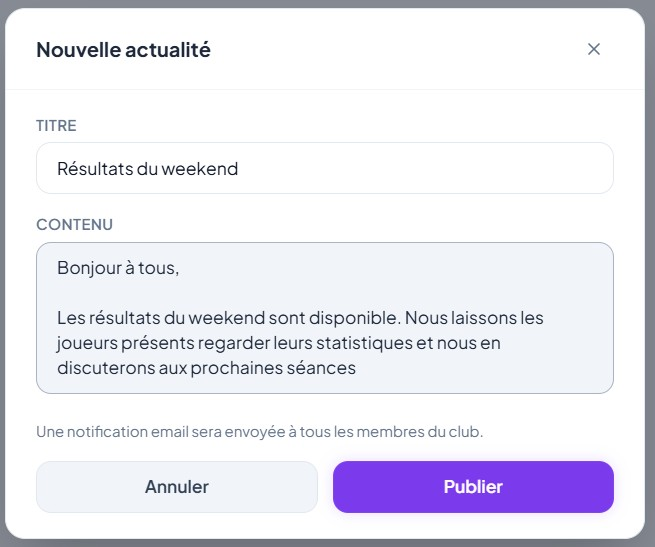 Nouvelle actualité
TITRE
Résultats du weekend
CONTENU
Bonjour à tous,
Les résultats du weekend sont disponible. Nous laissons les
joueurs présents regarder leurs statistiques et nous en
discuterons aux prochaines séances
Une notification email sera envoyée à tous les membres du club.
Annuler
Publier